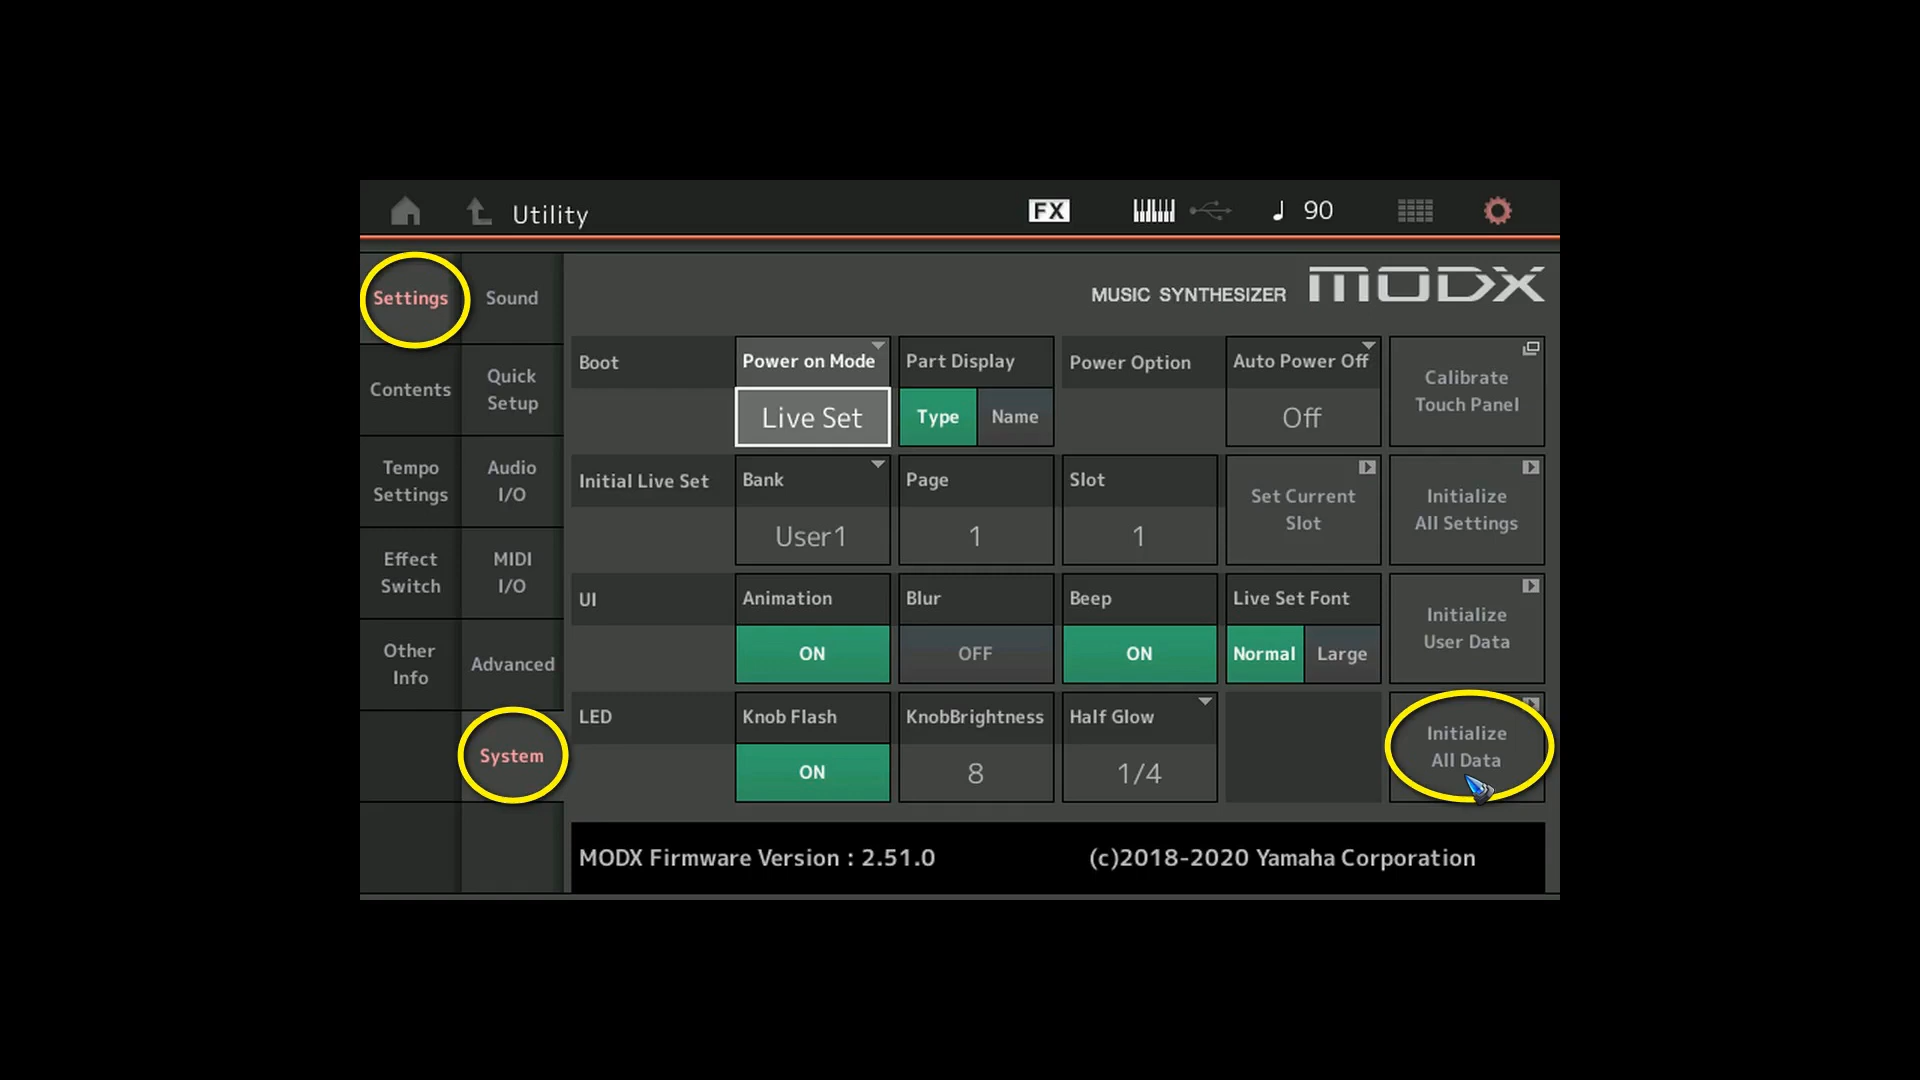 Utility
FX
90
Settings
Sound
MUSIC SYNTHESIZER MODX
Boot
Power on Mode
Live Set
Part Display
Type
Name
Power Option
Auto Power Off
Off
Calibrate
Touch Panel
Contents
Quick
Setup
Tempo
Settings
Audio
I/O
Initial Live Set
Bank
User1
Page
1
Slot
1
Set Current
Slot
Initialize
All Settings
Effect
Switch
MIDI
I/O
UI
Animation
ON
Blur
OFF
Beep
ON
Live Set Font
Normal
Large
Initialize
User Data
Other
Info
Advanced
System
LED
Knob Flash
ON
KnobBrightness
8
Half Glow
1/4
Initialize
All Data
MODX Firmware Version : 2.51.0
(c)2018-2020 Yamaha Corporation